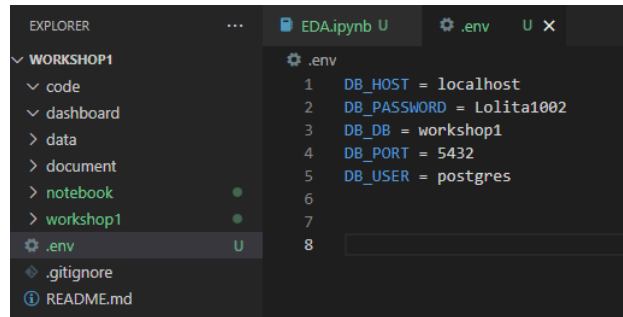 EXPLORER ...
WORKSHOP1
code
dashboard
data
document
notebook
workshop1
.env U
.gitignore
README.md
EDA.ipynb U
.env U
.env
1 DB_HOST = localhost
2 DB_PASSWORD = Lolita1002
3 DB_DB = workshop1
4 DB_PORT = 5432
5 DB_USER = postgres
6
7
8